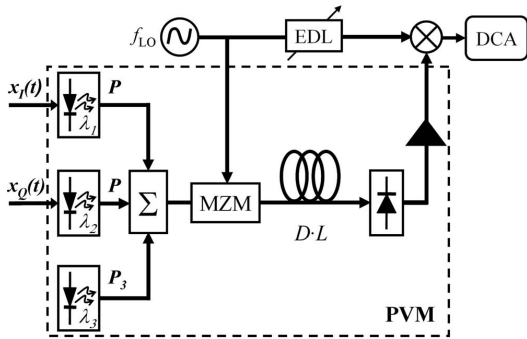 f_LO
EDL
DCA
x_I(t)
P
λ_1
x_Q(t)
P
λ_2
Σ
MZM
D·L
P_3
λ_3
PVM